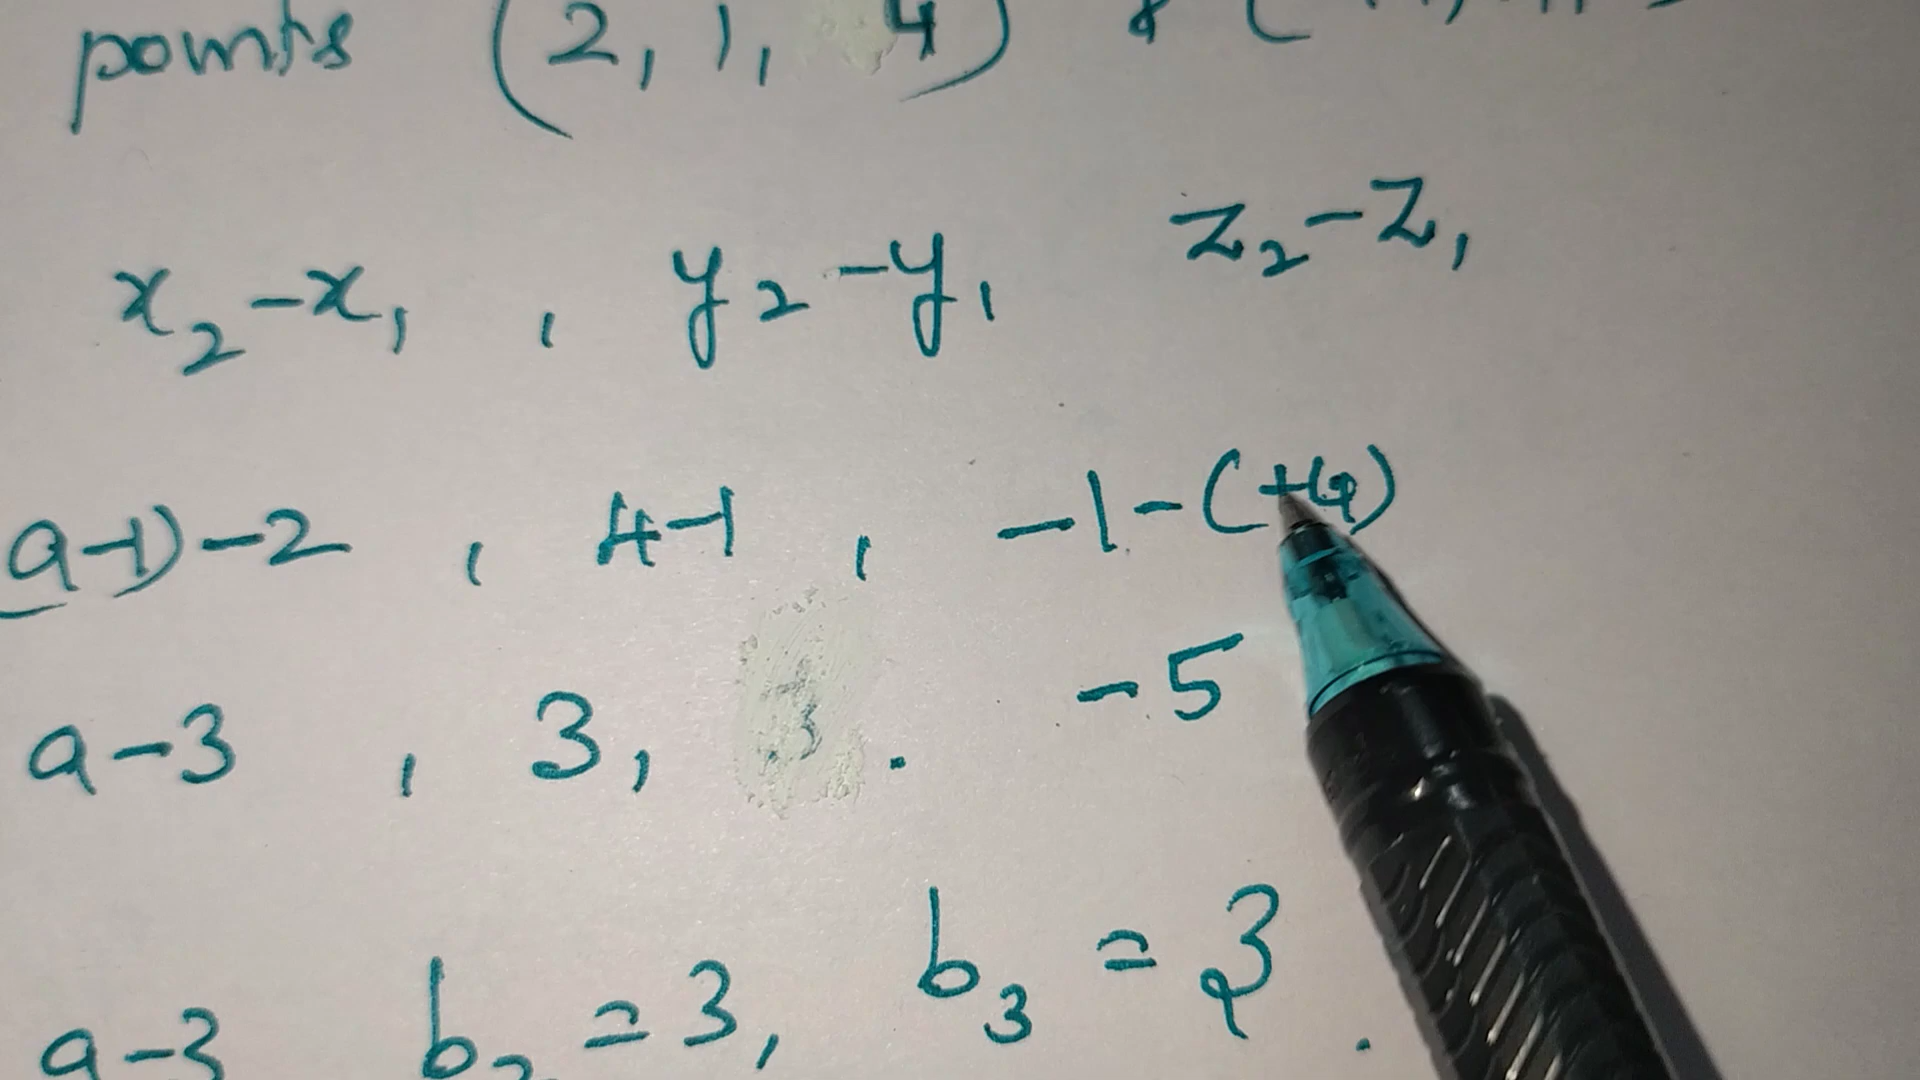 points (2, 1, 4) & (
x₂-x₁ , y₂-y₁ z₂-z₁
(a-1)-2 , 4-1 , -1-(+4)
a-3 , 3, -5
a-3 b₂ = 3, b₃ = 3 .